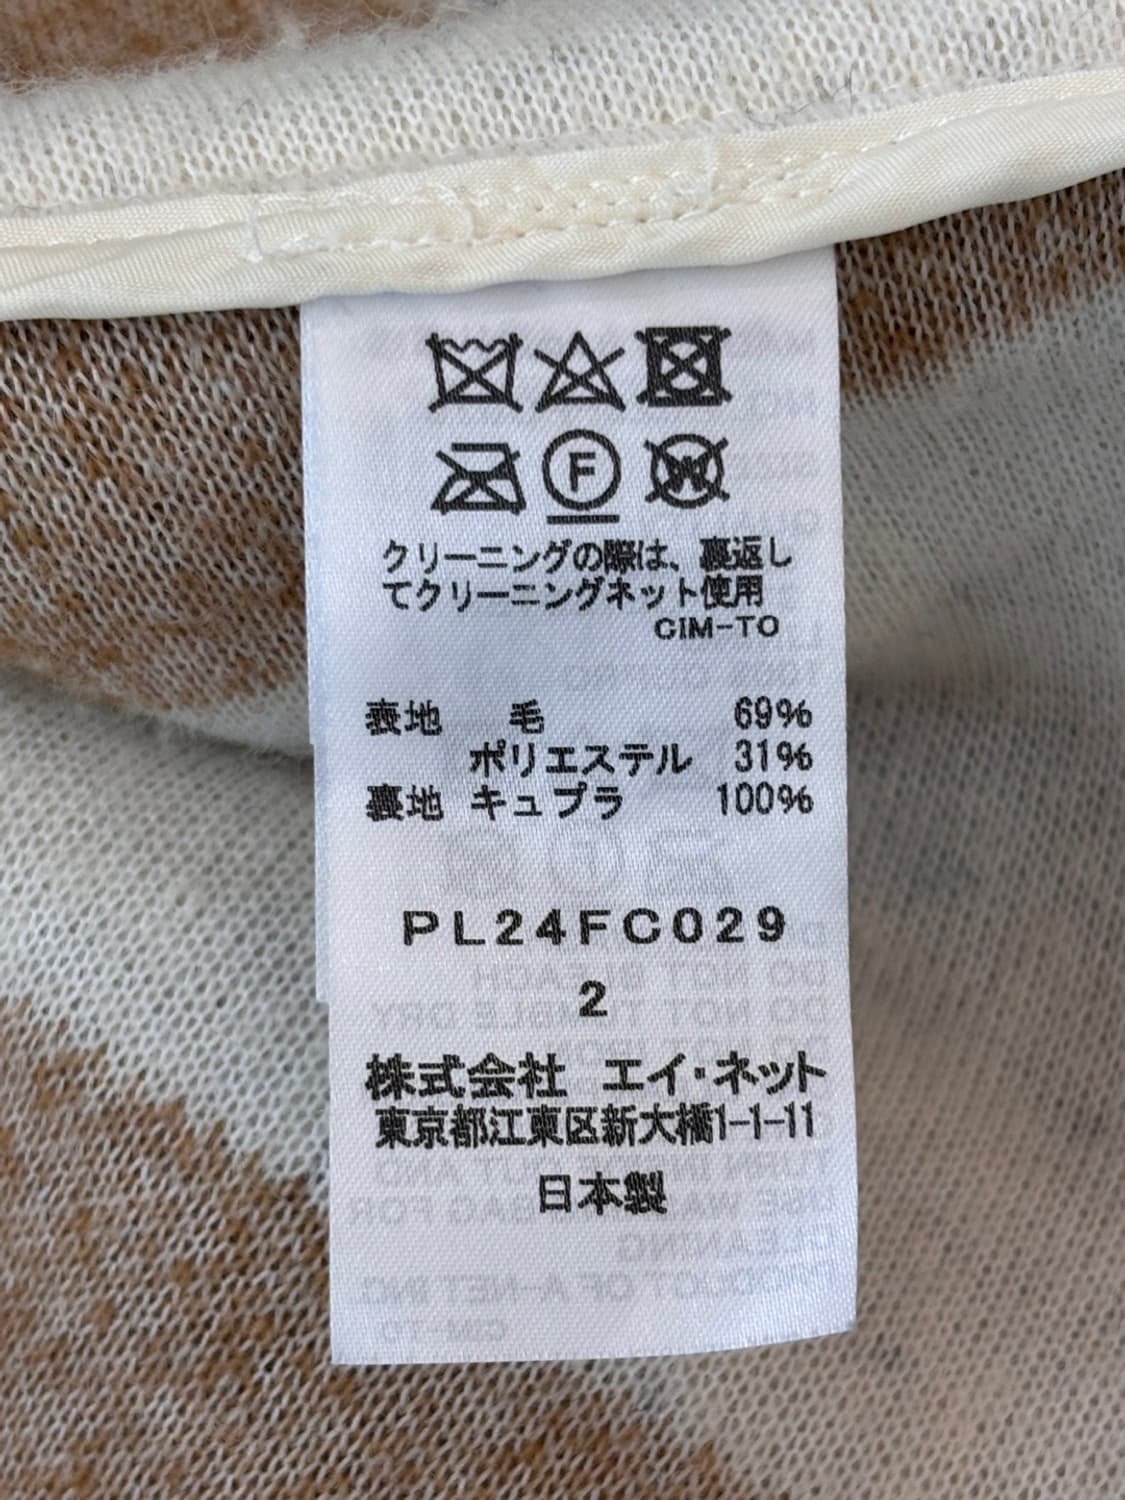 F
W
クリーニングの際は、裏返し
てクリーニングネット使用
CIM-TO
表地 毛 69%
ポリエステル 31%
裏地 キュプラ 100%
PL24FC029
2
株式会社 エイ・ネット
東京都江東区新大橋1-1-11
日本製